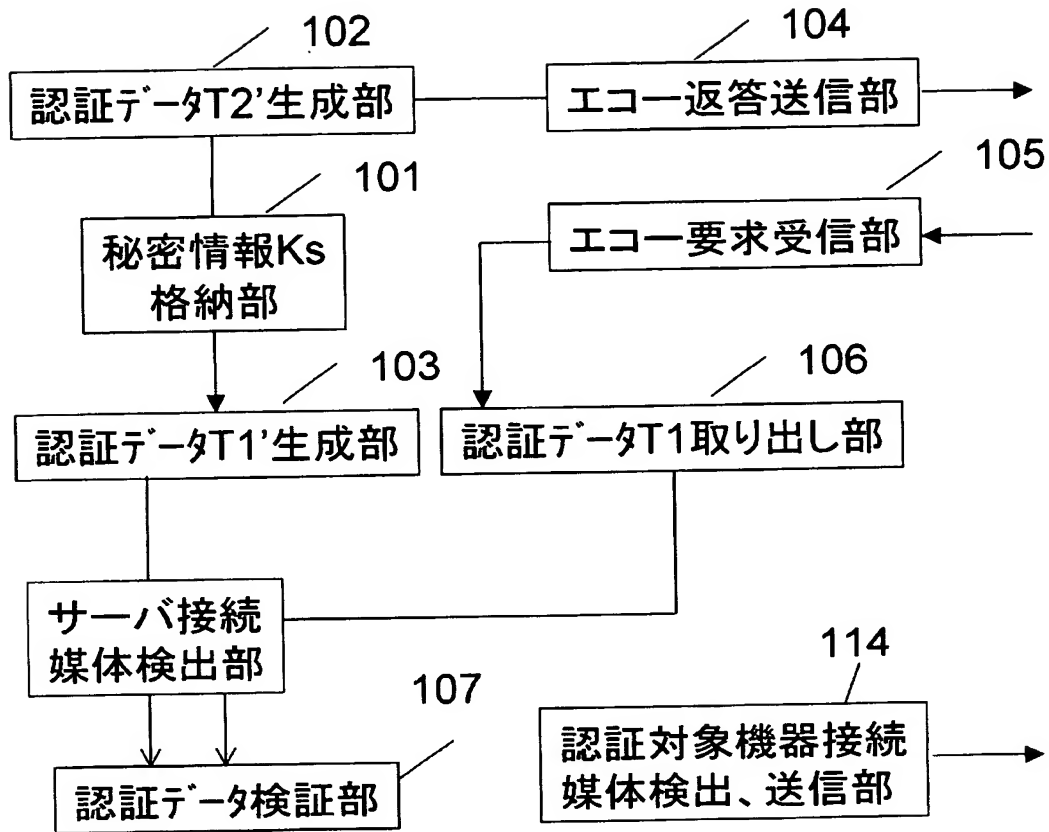 102
認証データT2'生成部
104
エコー返答送信部
105
エコー要求受信部
101
秘密情報Ks
格納部
103
認証データT1'生成部
106
認証データT1取り出し部
サーバ接続
媒体検出部
107
認証データ検証部
114
認証対象機器接続
媒体検出、送信部